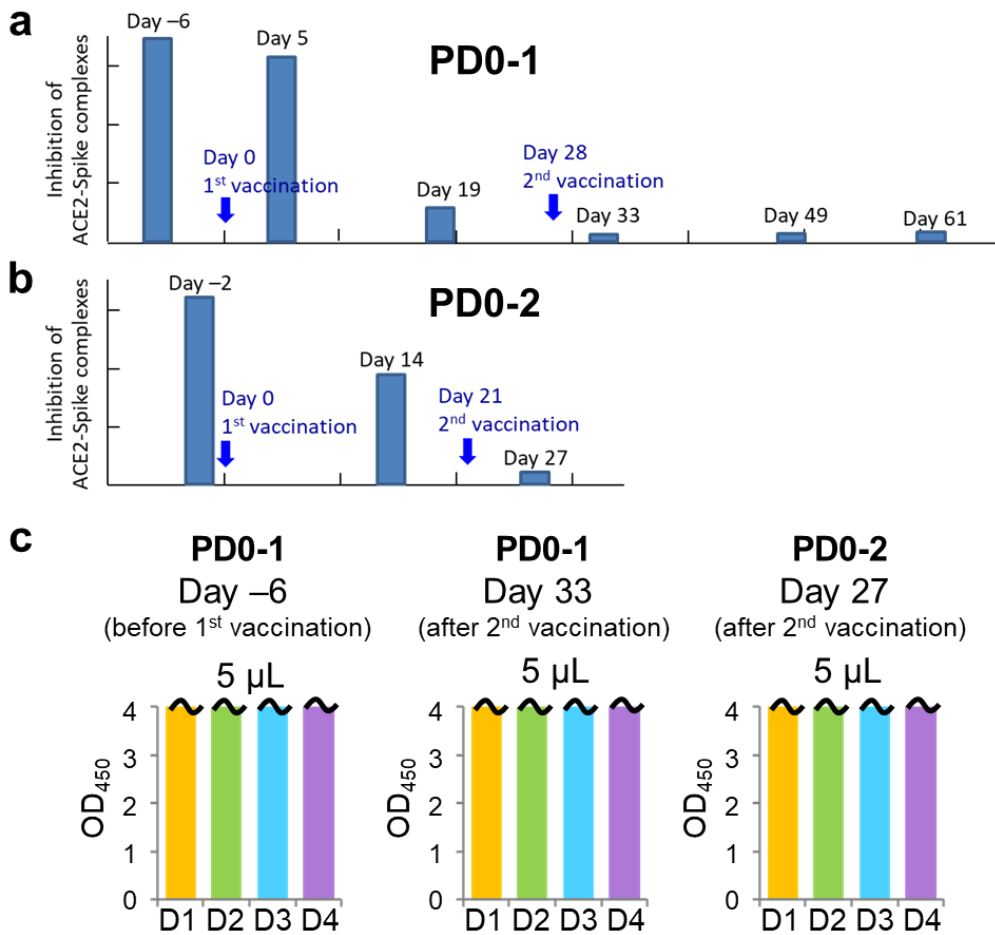 a
Day –6
Day 5
PD0-1
Inhibition of
ACE2-Spike complexes
Day 0
1st vaccination
Day 19
Day 28
2nd vaccination
Day 33
Day 49
Day 61
b
Day –2
PD0-2
Inhibition of
ACE2-Spike complexes
Day 0
1st vaccination
Day 14
Day 21
2nd vaccination
Day 27
c
PD0-1
Day –6
(before 1st vaccination)
5 µL
OD450
4
3
2
1
0
D1 D2 D3 D4
PD0-1
Day 33
(after 2nd vaccination)
5 µL
OD450
4
3
2
1
0
D1 D2 D3 D4
PD0-2
Day 27
(after 2nd vaccination)
5 µL
OD450
4
3
2
1
0
D1 D2 D3 D4